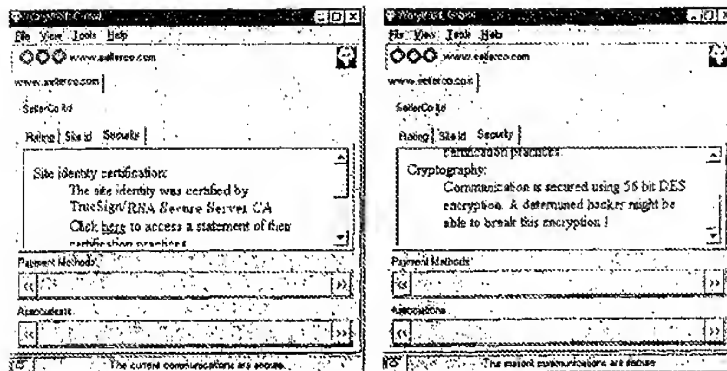 File View Tools Help
www.sellerco.com
www.sellerco.com
SellerCo ltd
Rating Site id Security
Site identity certification:
The site identity was certified by
TrueSign/RSA Secure Server CA
Click here to access a statement of their
certification practices
Payment Methods
<< >>
Associations
<< >>
The current communications are secure
File View Tools Help
www.sellerco.com
www.sellerco.com
SellerCo ltd
Rating Site id Security
certification practices.
Cryptography:
Communication is secured using 56 bit DES
encryption. A determined hacker might be
able to break this encryption !
Payment Methods
<< >>
Associations
<< >>
The current communications are secure